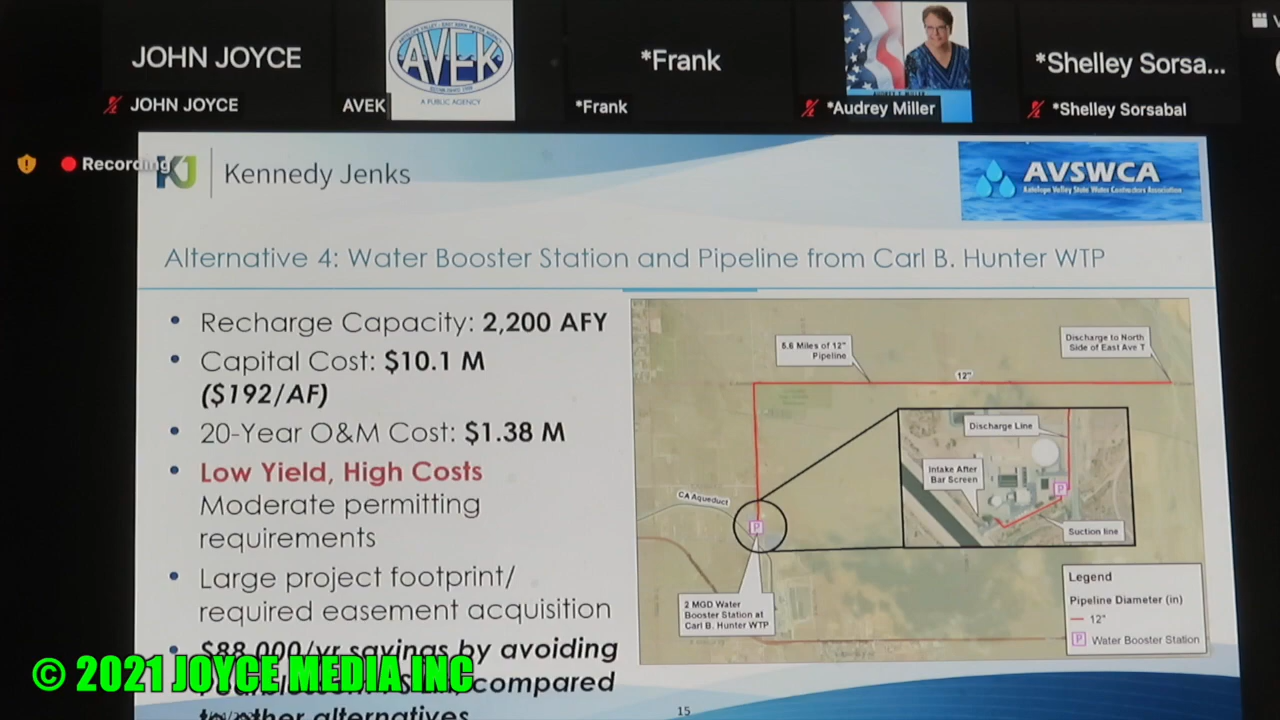 JOHN JOYCE
AVEK
A PUBLIC AGENCY
*Frank
*Shelley Sorsa...
JOHN JOYCE
AVEK
*Frank
*Audrey Miller
*Shelley Sorsabal
Recording
KJ
Kennedy Jenks
AVSWCA
Antelope Valley State Water Contractors Association
Alternative 4: Water Booster Station and Pipeline from Carl B. Hunter WTP
• Recharge Capacity: 2,200 AFY
• Capital Cost: $10.1 M
($192/AF)
• 20-Year O&M Cost: $1.38 M
• Low Yield, High Costs
Moderate permitting
requirements
• Large project footprint/
required easement acquisition
• $88,000/yr savings by avoiding
compared
to other alternatives
5.6 Miles of 12"
Pipeline
Discharge to North
Side of East Ave T
12"
Discharge Line
Intake After
Bar Screen
P
Suction line
CA Aqueduct
P
2 MGD Water
Booster Station at
Carl B. Hunter WTP
Legend
Pipeline Diameter (in)
12"
P Water Booster Station
15
© 2021 JOYCE MEDIA INC